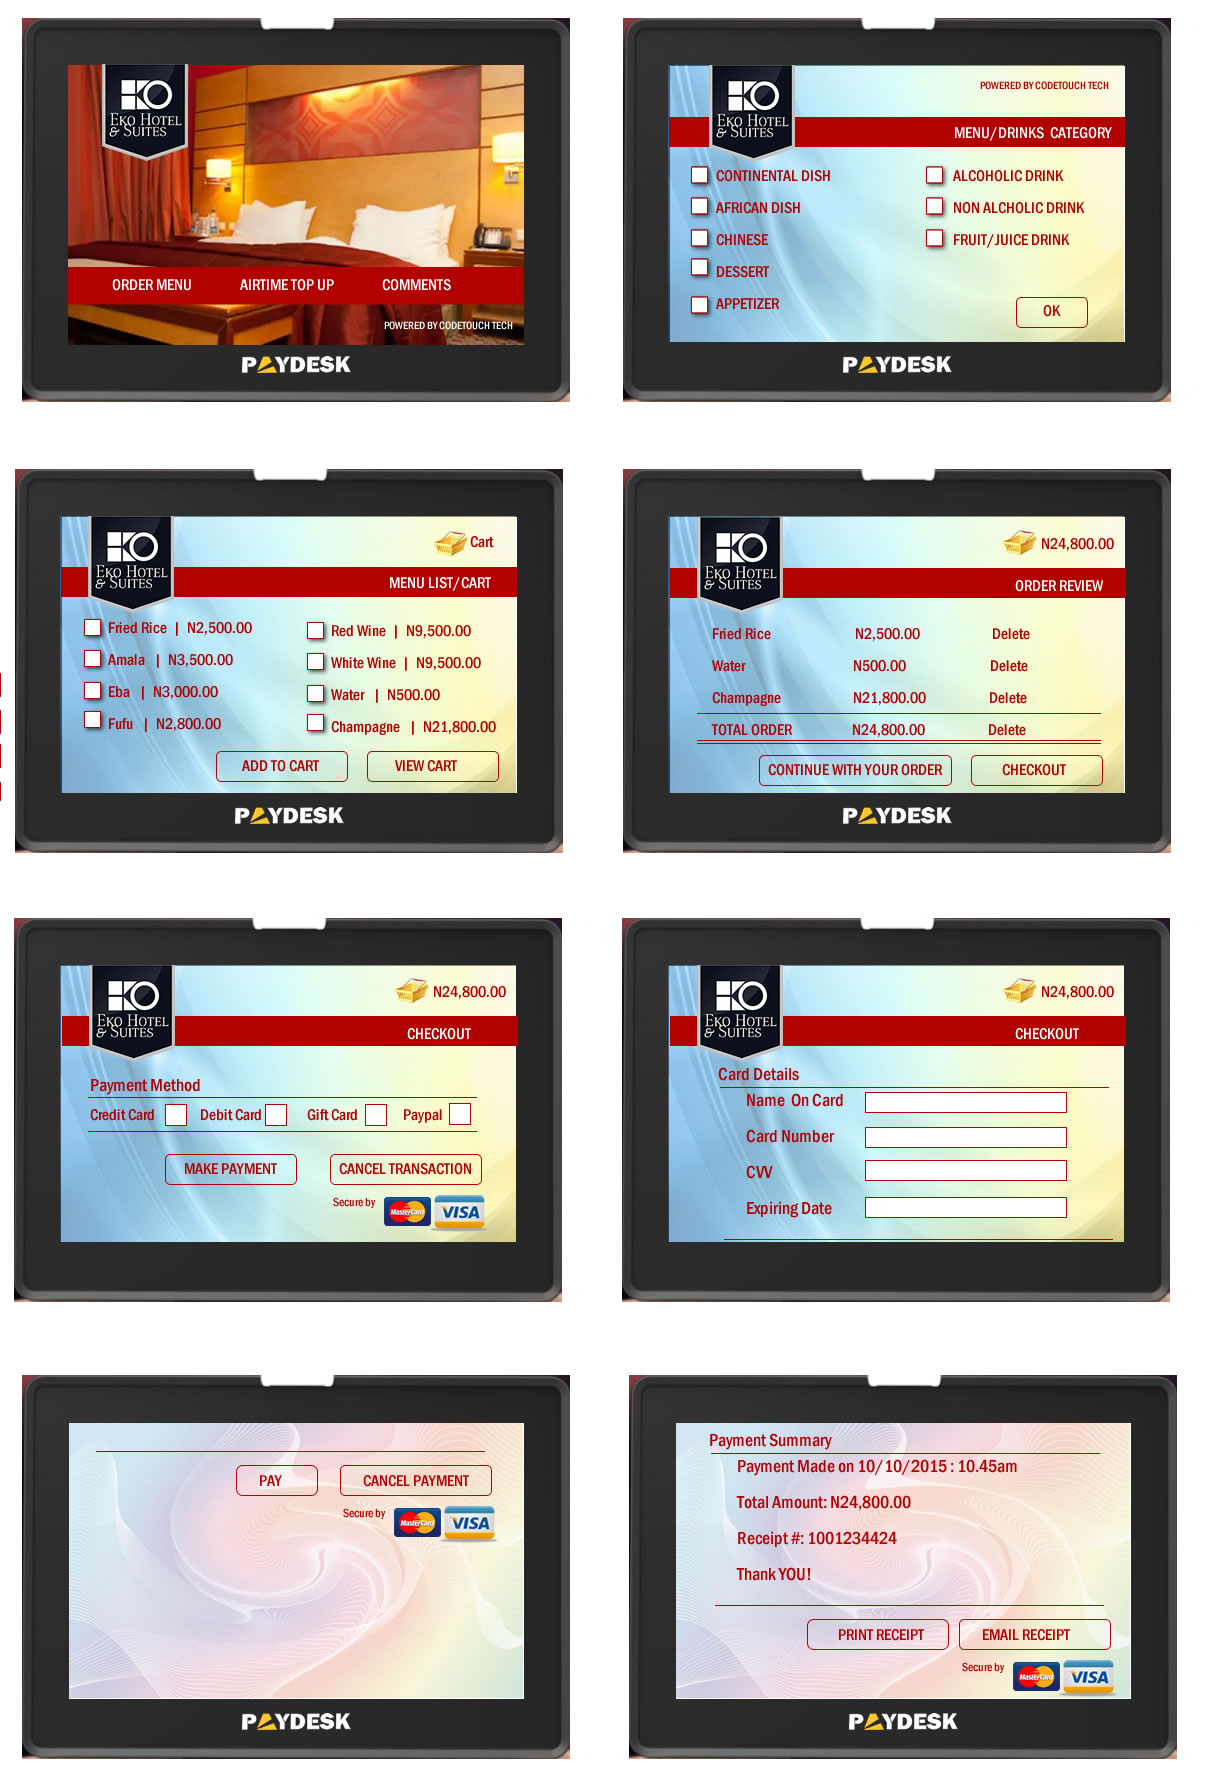 EKO HOTEL
& SUITES
ORDER MENU AIRTIME TOP UP COMMENTS
POWERED BY CODETOUCH TECH
PAYDESK
POWERED BY CODETOUCH TECH
EKO HOTEL
& SUITES
MENU/DRINKS CATEGORY
CONTINENTAL DISH ALCOHOLIC DRINK
AFRICAN DISH NON ALCHOLIC DRINK
CHINESE FRUIT/JUICE DRINK
DESSERT
APPETIZER
OK
PAYDESK
Cart
EKO HOTEL
& SUITES
MENU LIST/CART
Fried Rice | N2,500.00 Red Wine | N9,500.00
Amala | N3,500.00 White Wine | N9,500.00
Eba | N3,000.00 Water | N500.00
Fufu | N2,800.00 Champagne | N21,800.00
ADD TO CART VIEW CART
PAYDESK
N24,800.00
EKO HOTEL
& SUITES
ORDER REVIEW
Fried Rice N2,500.00 Delete
Water N500.00 Delete
Champagne N21,800.00 Delete
TOTAL ORDER N24,800.00 Delete
CONTINUE WITH YOUR ORDER CHECKOUT
PAYDESK
N24,800.00
EKO HOTEL
& SUITES
CHECKOUT
Payment Method
Credit Card Debit Card Gift Card Paypal
MAKE PAYMENT CANCEL TRANSACTION
Secure by MasterCard VISA
N24,800.00
EKO HOTEL
& SUITES
CHECKOUT
Card Details
Name On Card
Card Number
CVV
Expiring Date
PAY CANCEL PAYMENT
Secure by MasterCard VISA
PAYDESK
Payment Summary
Payment Made on 10/10/2015 : 10.45am
Total Amount: N24,800.00
Receipt #: 1001234424
Thank YOU!
PRINT RECEIPT EMAIL RECEIPT
Secure by MasterCard VISA
PAYDESK